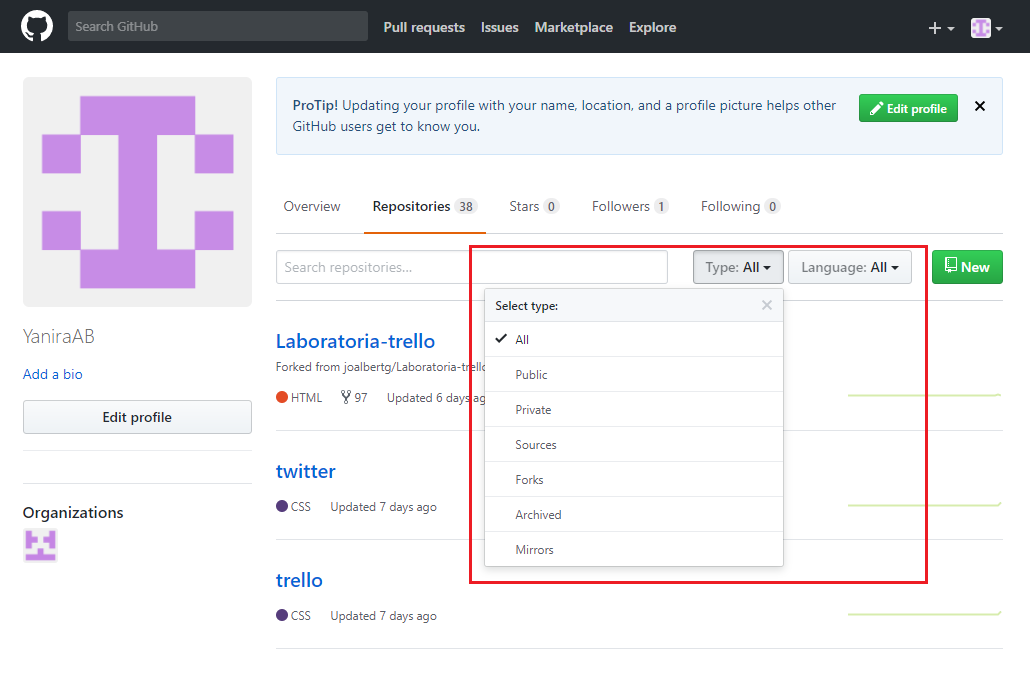 Search GitHub Pull requests Issues Marketplace Explore
ProTip! Updating your profile with your name, location, and a profile picture helps other
GitHub users get to know you.
Edit profile
Overview Repositories 38 Stars 0 Followers 1 Following 0
Search repositories... Type: All Language: All New
Select type:
All
Public
Private
Sources
Forks
Archived
Mirrors
Laboratoria-trello
Forked from joalbertg/Laboratoria-trello
HTML 97 Updated 6 days ag
twitter
CSS Updated 7 days ago
trello
CSS Updated 7 days ago
YaniraAB
Add a bio
Edit profile
Organizations